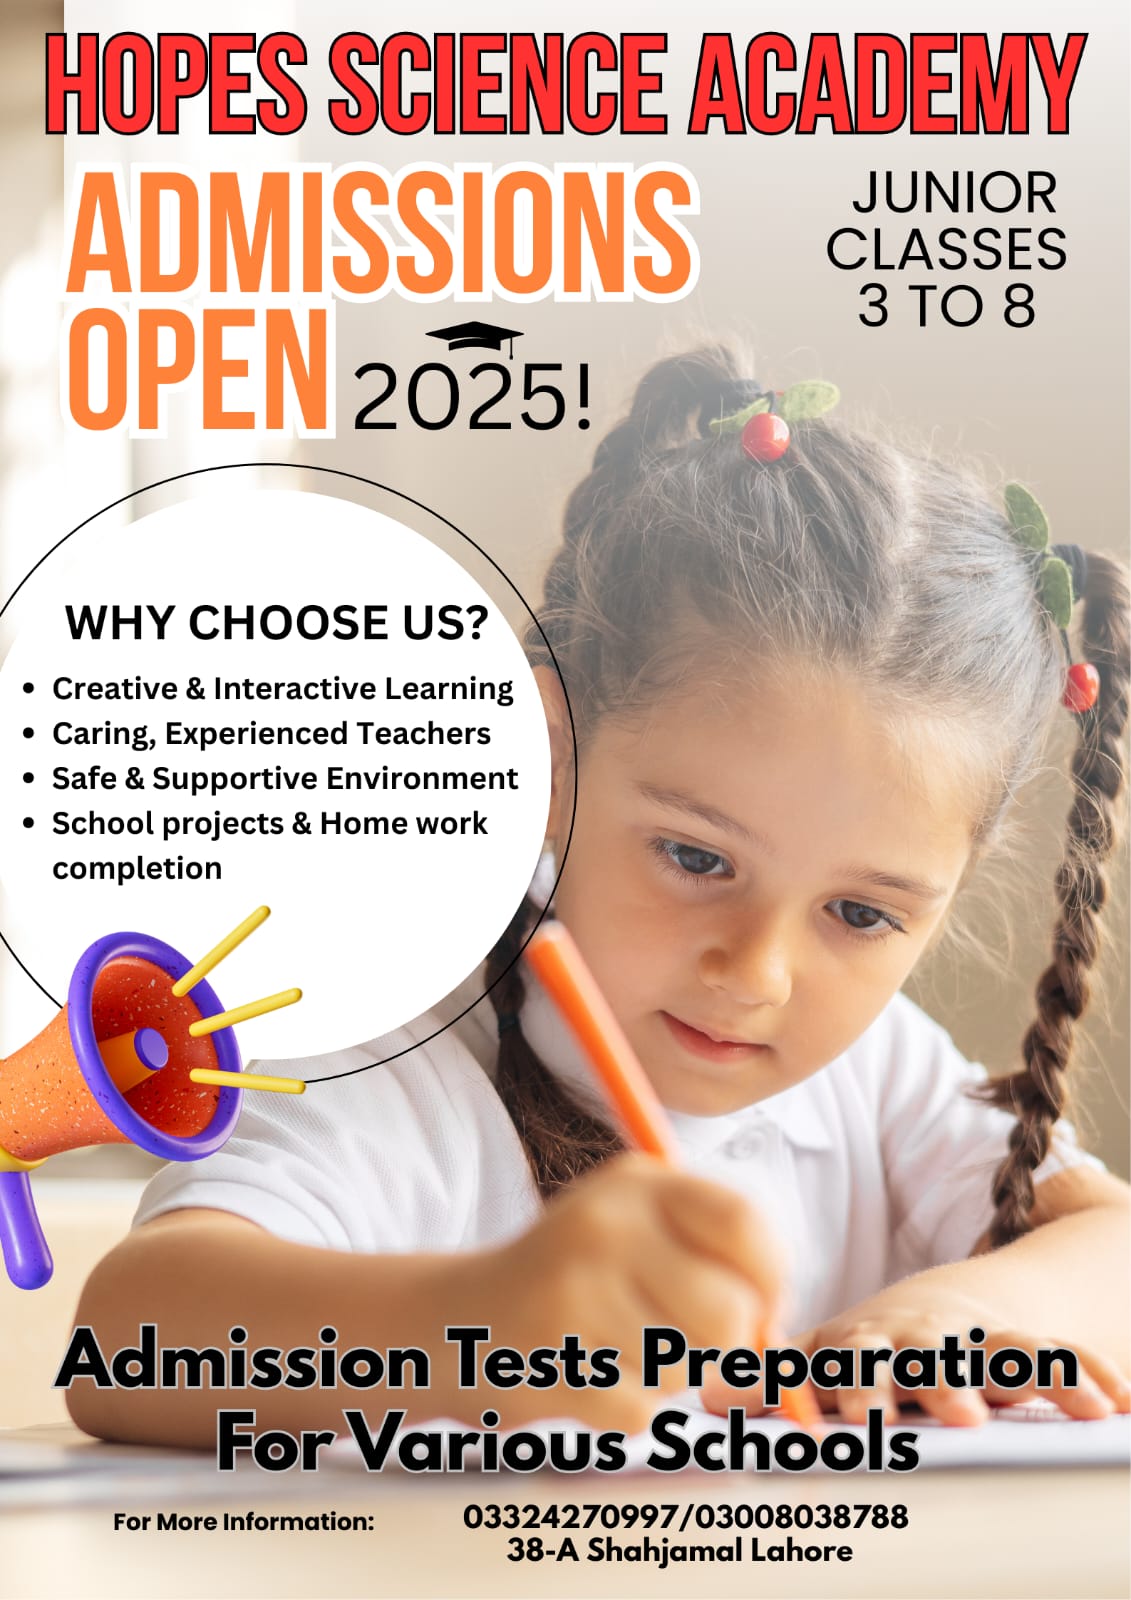 HOPES SCIENCE ACADEMY
ADMISSIONS
OPEN 2025!
JUNIOR
CLASSES
3 TO 8
WHY CHOOSE US?
• Creative & Interactive Learning
• Caring, Experienced Teachers
• Safe & Supportive Environment
• School projects & Home work
completion
Admission Tests Preparation
For Various Schools
For More Information: 03324270997/03008038788
38-A Shahjamal Lahore